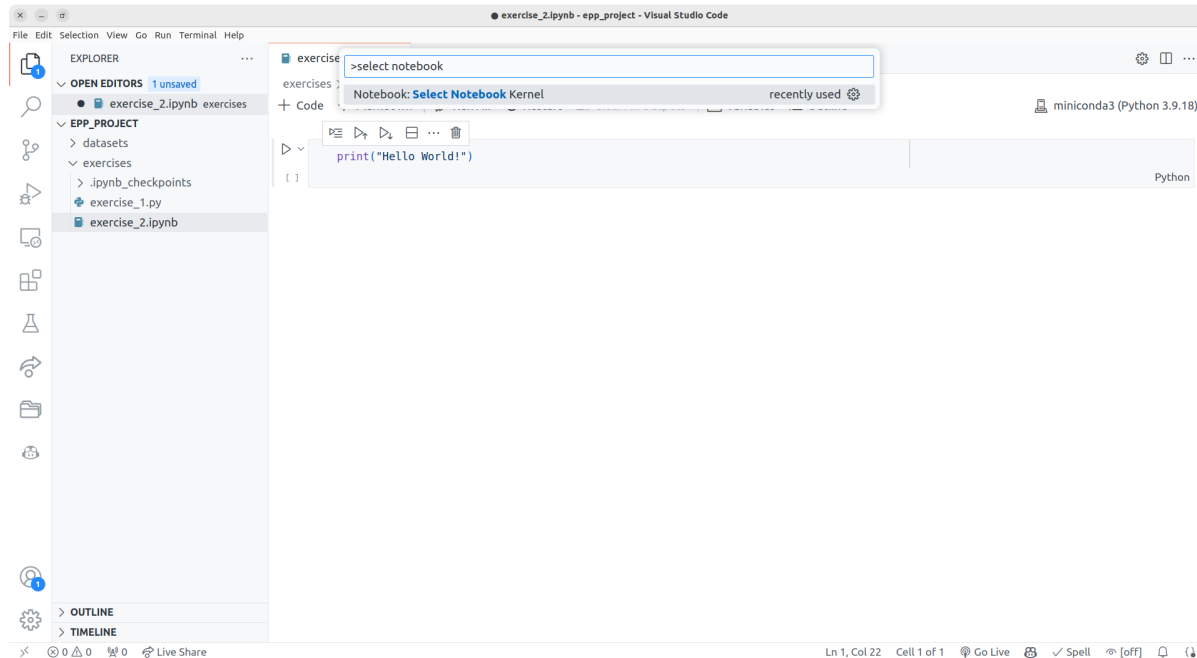 exercise_2.ipynb - epp_project - Visual Studio Code
File Edit Selection View Go Run Terminal Help
EXPLORER
OPEN EDITORS 1 unsaved
exercise_2.ipynb exercises
EPP_PROJECT
datasets
exercises
.ipynb_checkpoints
exercise_1.py
exercise_2.ipynb
OUTLINE
TIMELINE
exercise
>select notebook
Notebook: Select Notebook Kernel recently used
exercises
+ Code
miniconda3 (Python 3.9.18)
print("Hello World!")
[ ]
Python
1
1
0 0 0 Live Share
Ln 1, Col 22 Cell 1 of 1 Go Live Spell [off]